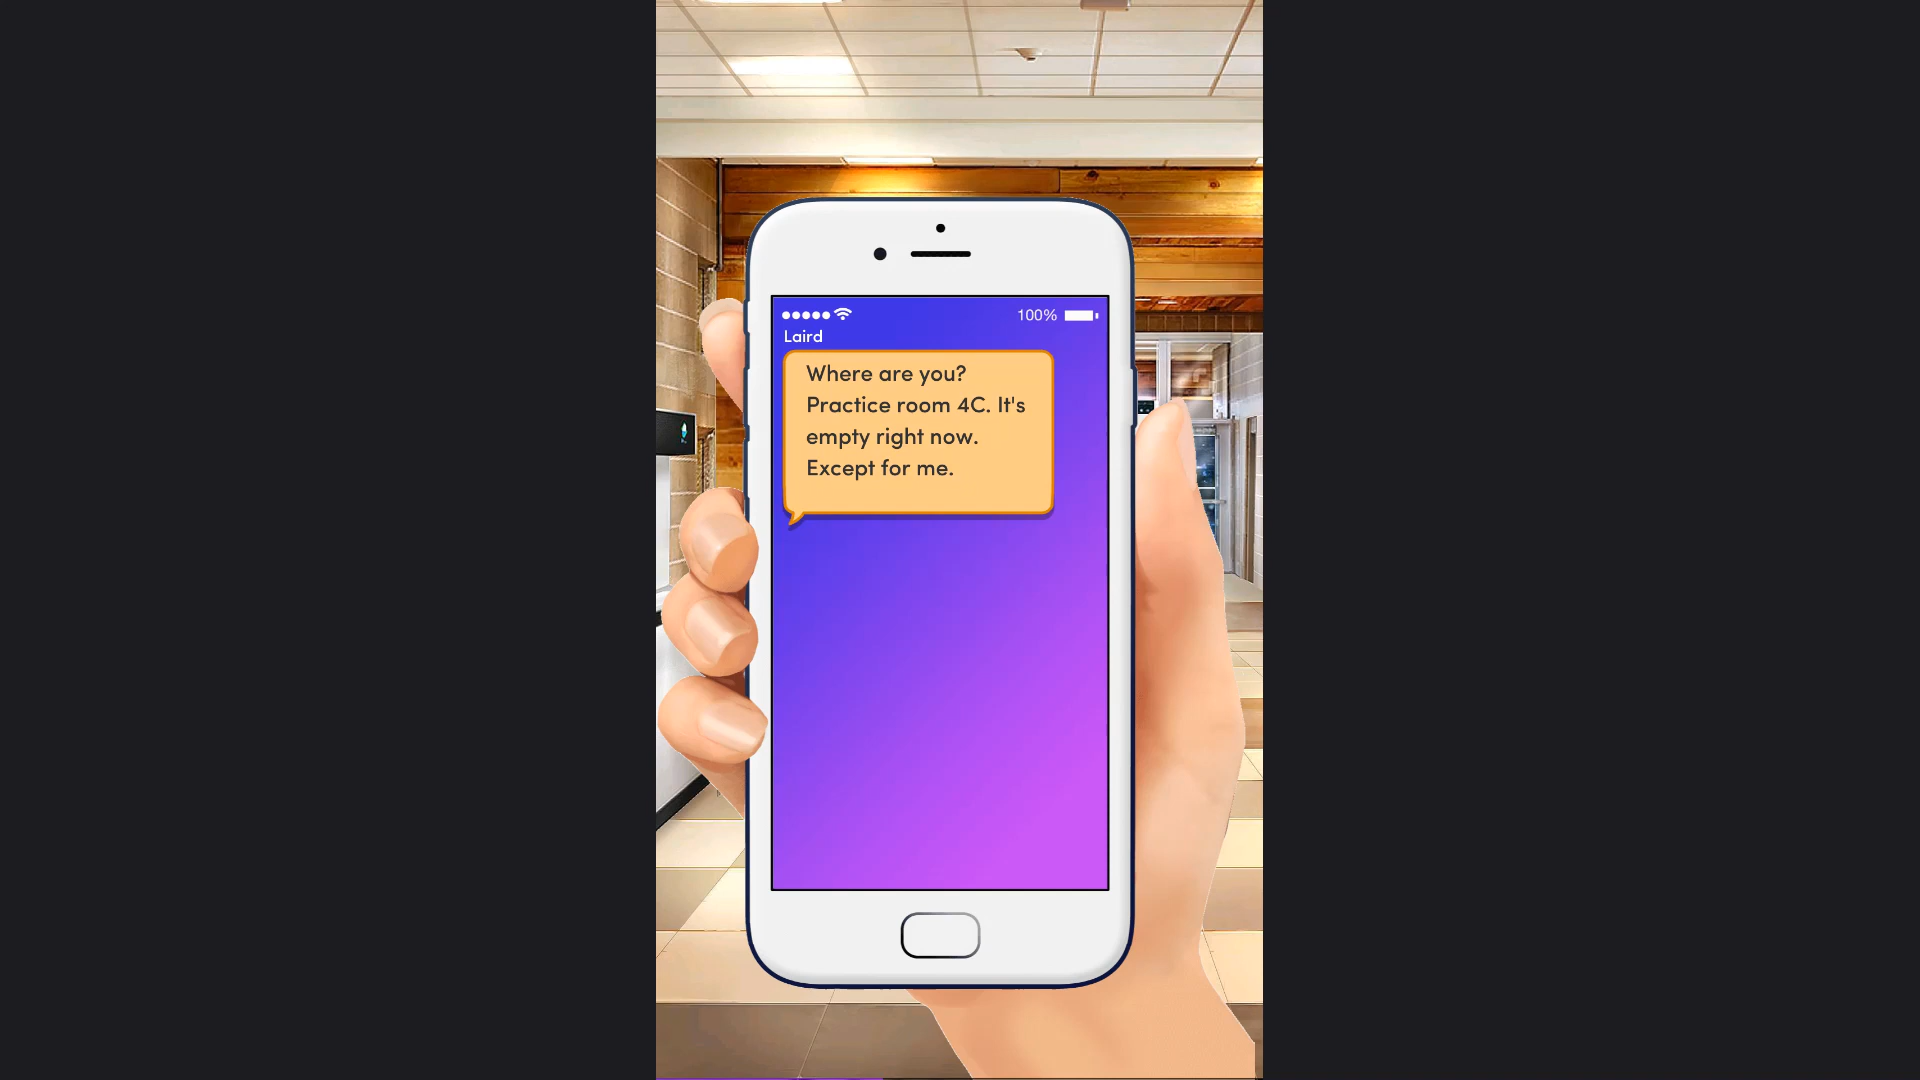 100%
Laird
Where are you?
Practice room 4C. It's
empty right now.
Except for me.